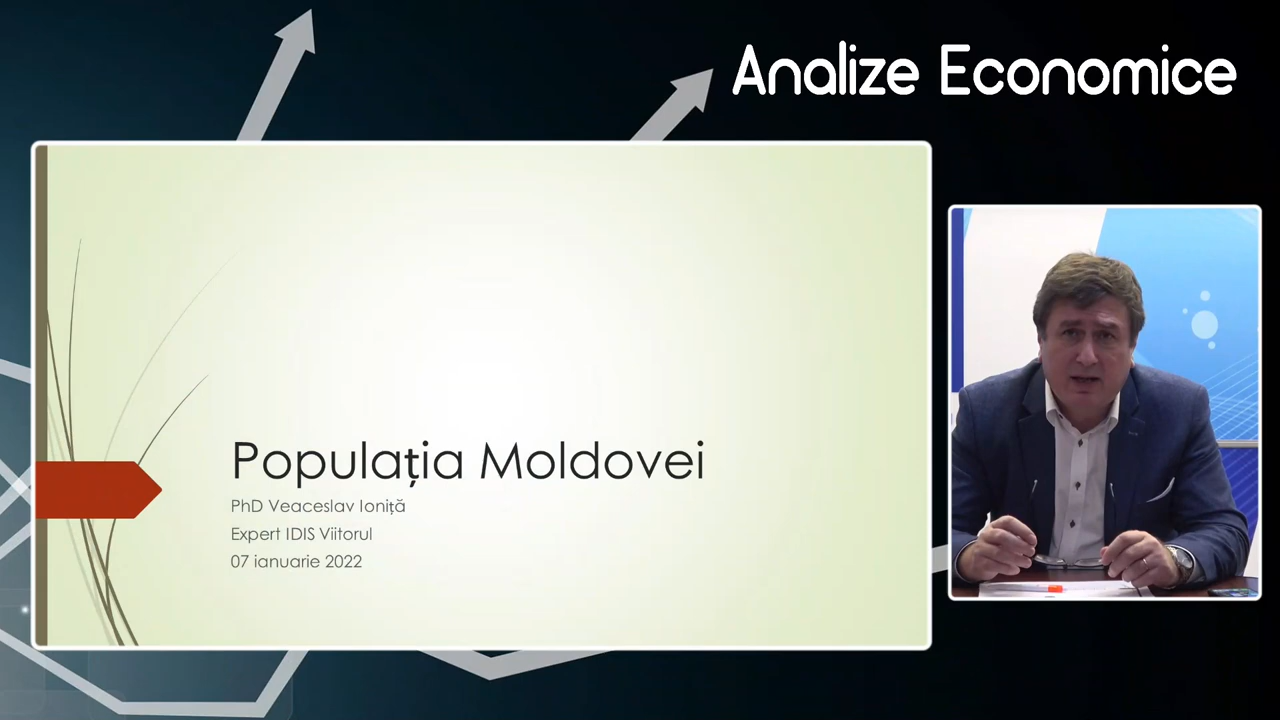 Analize Economice
Populația Moldovei
PhD Veaceslav Ioniță
Expert IDIS Viitorul
07 ianuarie 2022